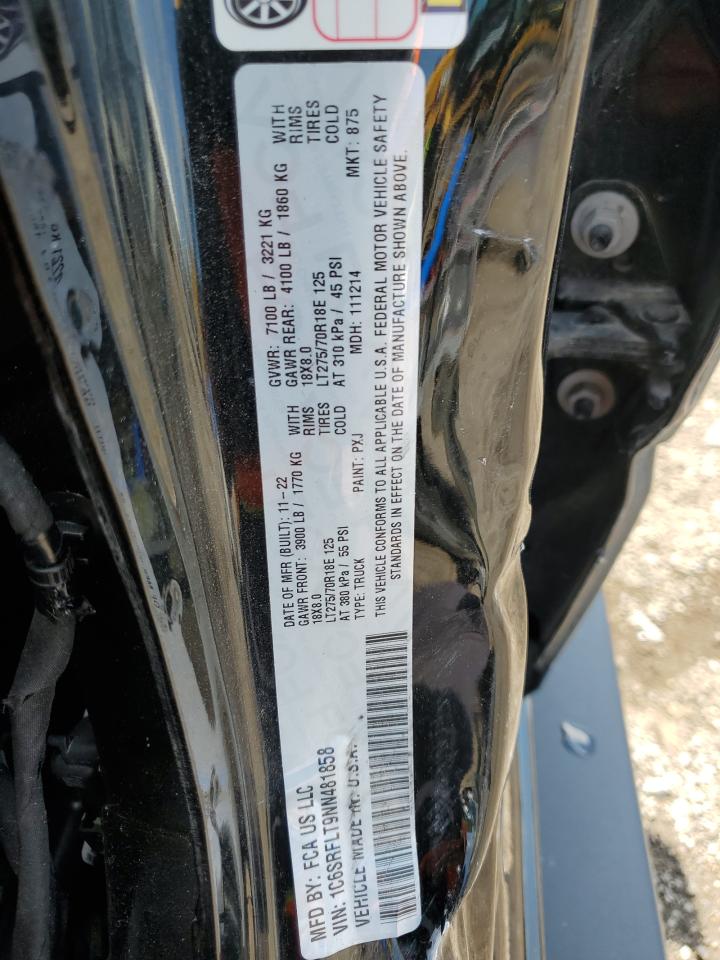 MFD BY: FCA US LLC
DATE OF MFR (BUILT): 11-22
GVWR: 7100 LB / 3221 KG
GAWR FRONT: 3900 LB / 1770 KG
WITH
GAWR REAR: 4100 LB / 1860 KG
WITH
18X8.0
RIMS
18X8.0
RIMS
LT275/70R18E 125
TIRES
LT275/70R18E 125
TIRES
AT 380 kPa / 55 PSI
COLD
AT 310 kPa / 45 PSI
COLD
VIN: 1C6SRFLT9NN481858
TYPE: TRUCK
PAINT: PXJ
MDH: 111214
MKT: 875
VEHICLE MADE IN: U.S.A.
THIS VEHICLE CONFORMS TO ALL APPLICABLE U.S.A. FEDERAL MOTOR VEHICLE SAFETY
STANDARDS IN EFFECT ON THE DATE OF MANUFACTURE SHOWN ABOVE.